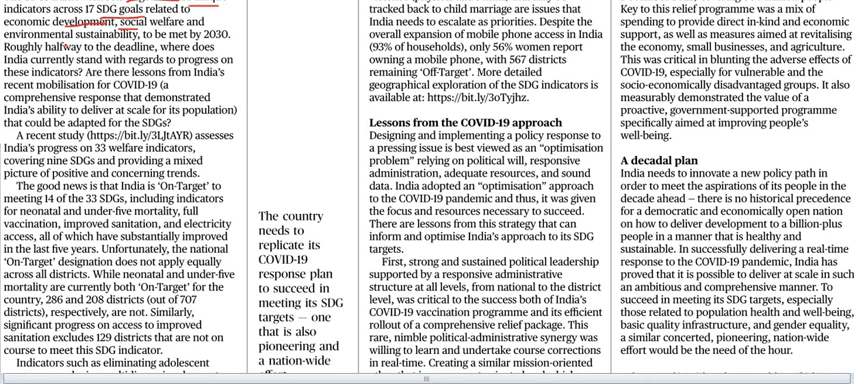 indicators across 17 SDG goals related to
economic development, social welfare and
environmental sustainability, to be met by 2030.
Roughly halfway to the deadline, where does
India currently stand with regards to progress on
these indicators? Are there lessons from India's
recent mobilisation for COVID-19 (a
comprehensive response that demonstrated
India's ability to deliver at scale for its population)
that could be adapted for the SDGs?
A recent study (https://bit.ly/3LJtAYR) assesses
India's progress on 33 welfare indicators,
covering nine SDGs and providing a mixed
picture of positive and concerning trends.
The good news is that India is 'On-Target' to
meeting 14 of the 33 SDGs, including indicators
for neonatal and under-five mortality, full
vaccination, improved sanitation, and electricity
access, all of which have substantially improved
in the last five years. Unfortunately, the national
'On-Target' designation does not apply equally
across all districts. While neonatal and under-five
mortality are currently both 'On-Target' for the
country, 286 and 208 districts (out of 707
districts), respectively, are not. Similarly,
significant progress on access to improved
sanitation excludes 129 districts that are not on
course to meet this SDG indicator.
Indicators such as eliminating adolescent
The country
needs to
replicate its
COVID-19
response plan
to succeed in
meeting its SDG
targets — one
that is also
pioneering and
a nation-wide
tracked back to child marriage are issues that
India needs to escalate as priorities. Despite the
overall expansion of mobile phone access in India
(93% of households), only 56% women report
owning a mobile phone, with 567 districts
remaining 'Off-Target'. More detailed
geographical exploration of the SDG indicators is
available at: https://bit.ly/3oTyjhz.
Lessons from the COVID-19 approach
Designing and implementing a policy response to
a pressing issue is best viewed as an "optimisation
problem" relying on political will, responsive
administration, adequate resources, and sound
data. India adopted an "optimisation" approach
to the COVID-19 pandemic and thus, it was given
the focus and resources necessary to succeed.
There are lessons from this strategy that can
inform and optimise India's approach to its SDG
targets.
First, strong and sustained political leadership
supported by a responsive administrative
structure at all levels, from national to the district
level, was critical to the success both of India's
COVID-19 vaccination programme and its efficient
rollout of a comprehensive relief package. This
rare, nimble political-administrative synergy was
willing to learn and undertake course corrections
in real-time. Creating a similar mission-oriented
Key to this relief programme was a mix of
spending to provide direct in-kind and economic
support, as well as measures aimed at revitalising
the economy, small businesses, and agriculture.
This was critical in blunting the adverse effects of
COVID-19, especially for vulnerable and the
socio-economically disadvantaged groups. It also
measurably demonstrated the value of a
proactive, government-supported programme
specifically aimed at improving people's
well-being.
A decadal plan
India needs to innovate a new policy path in
order to meet the aspirations of its people in the
decade ahead — there is no historical precedence
for a democratic and economically open nation
on how to deliver development to a billion-plus
people in a manner that is healthy and
sustainable. In successfully delivering a real-time
response to the COVID-19 pandemic, India has
proved that it is possible to deliver at scale in such
an ambitious and comprehensive manner. To
succeed in meeting its SDG targets, especially
those related to population health and well-being,
basic quality infrastructure, and gender equality,
a similar concerted, pioneering, nation-wide
effort would be the need of the hour.